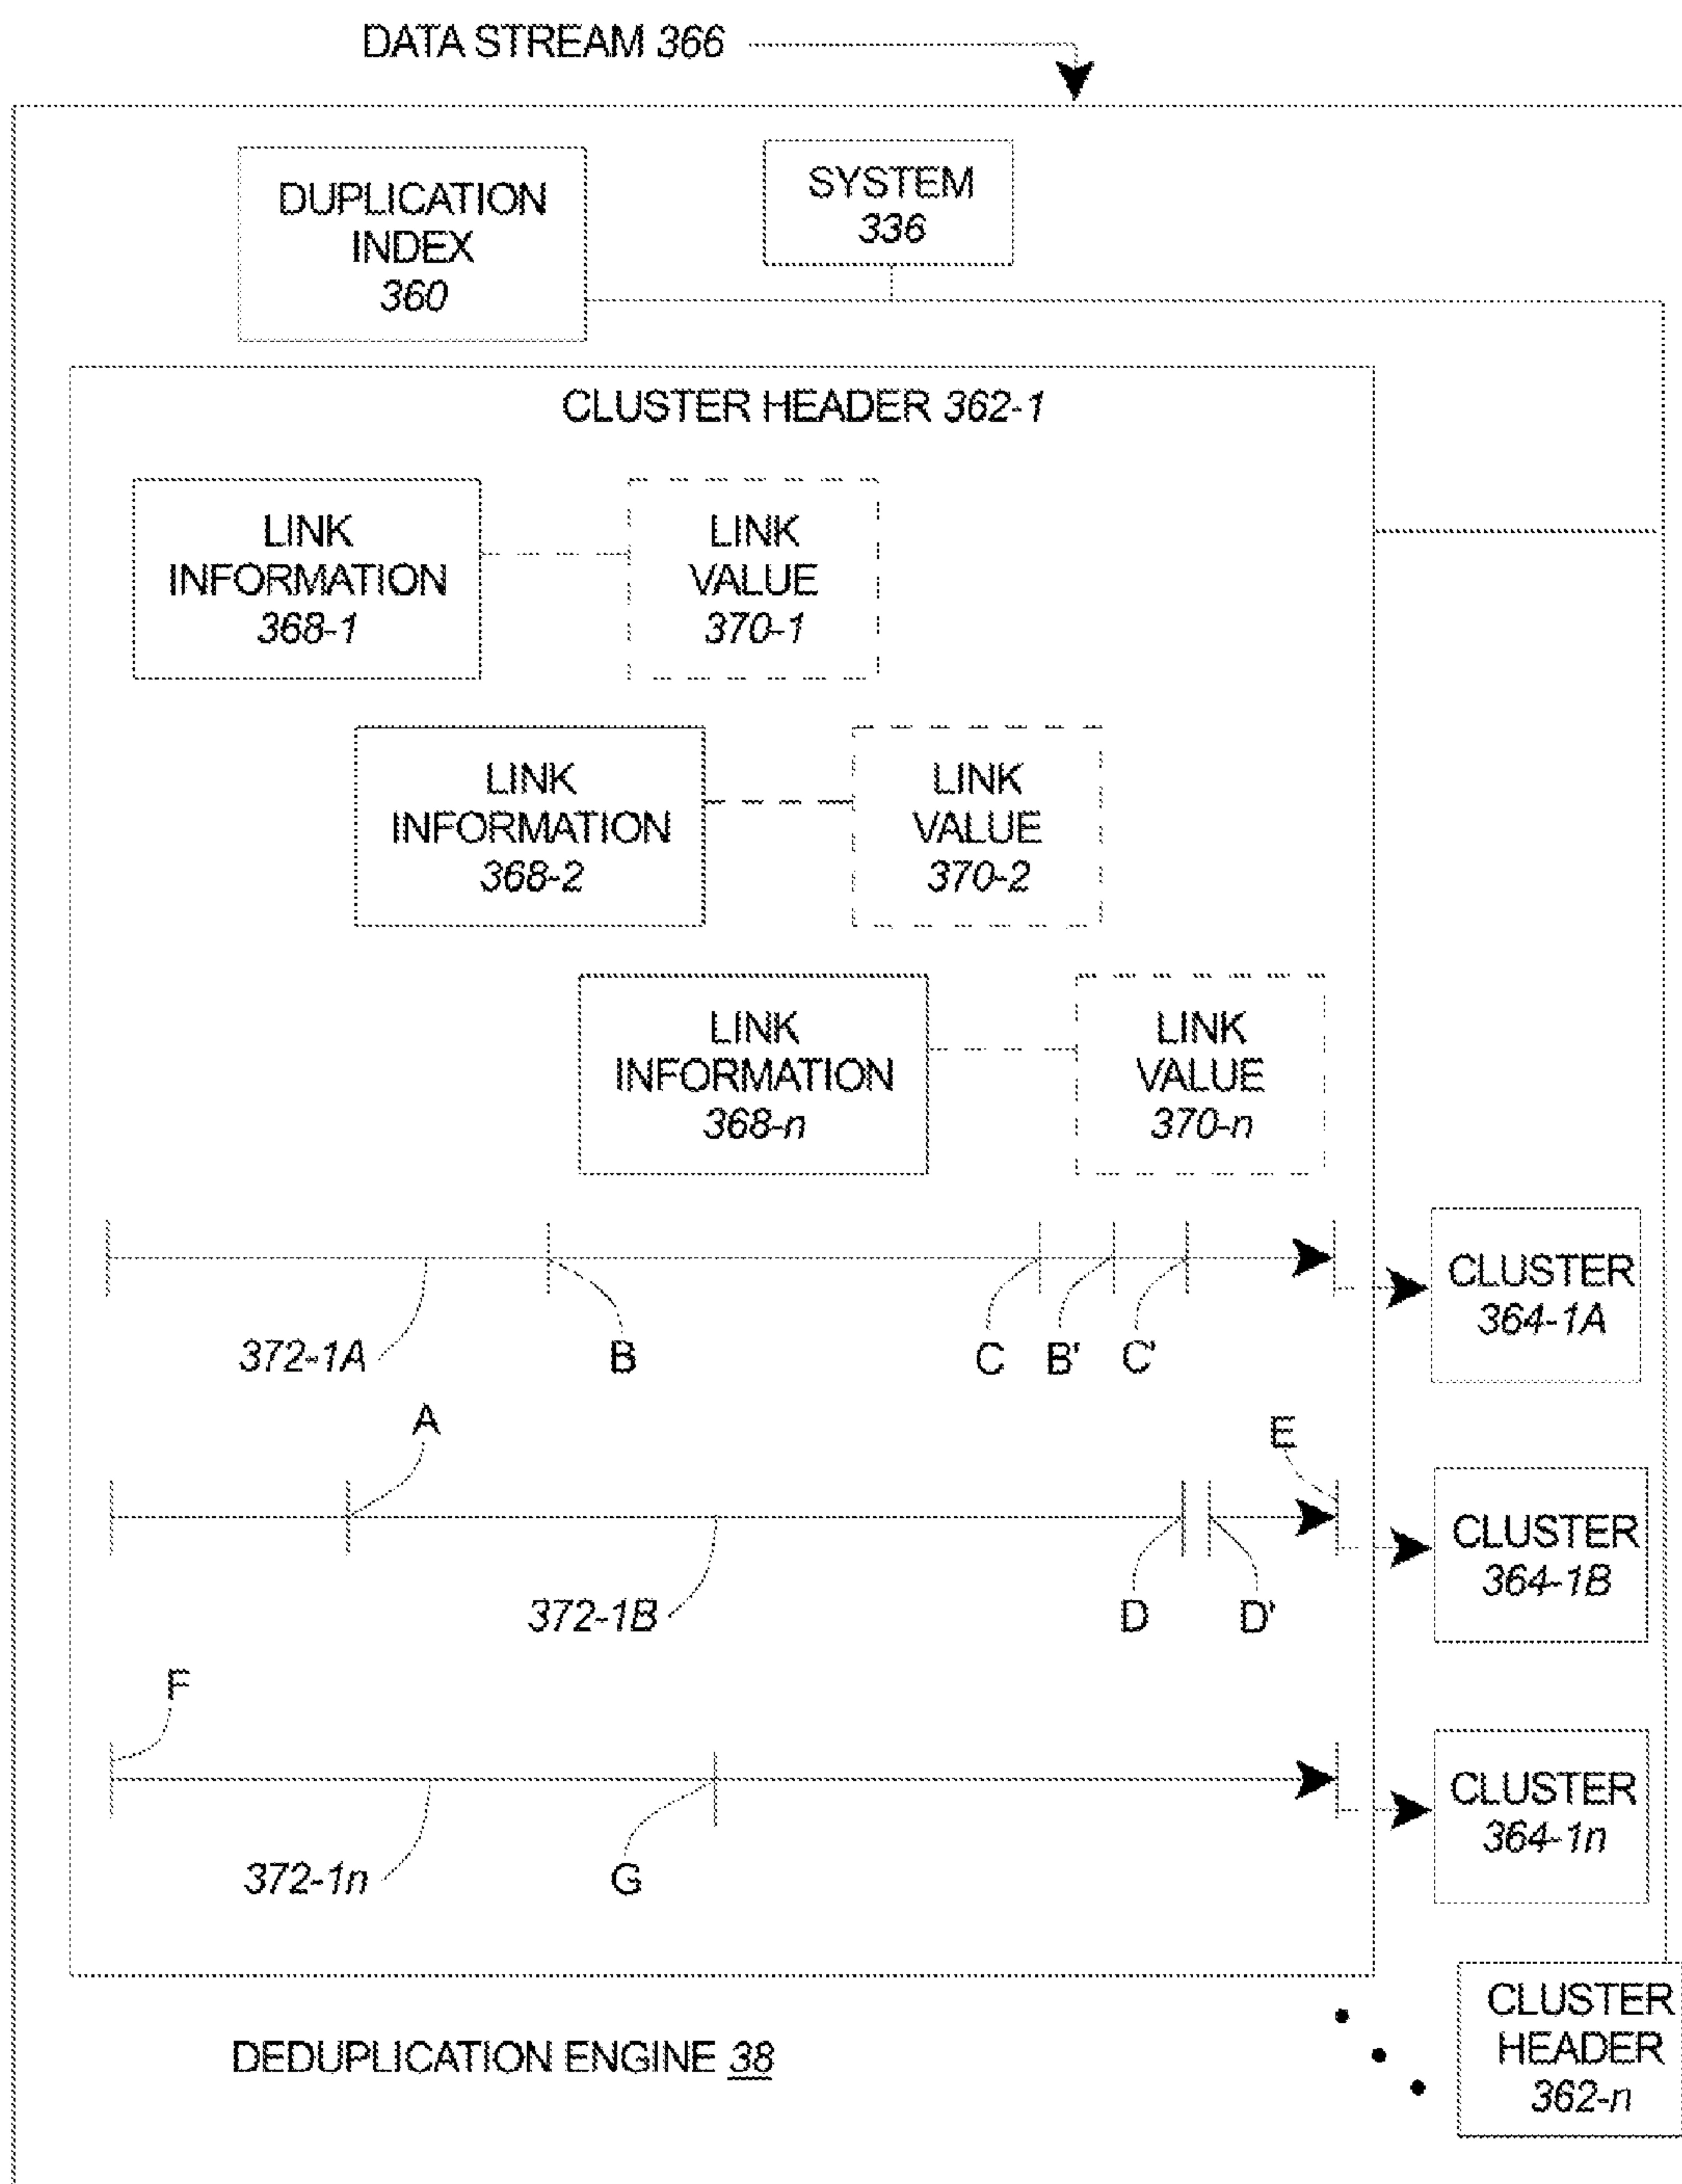 DATA STREAM 366
DUPLICATION
INDEX
360
SYSTEM
336
CLUSTER HEADER 362-1
LINK
INFORMATION
368-1
LINK
VALUE
370-1
LINK
INFORMATION
368-2
LINK
VALUE
370-2
LINK
INFORMATION
368-n
LINK
VALUE
370-n
372-1A
B
C
B'
C'
CLUSTER
364-1A
A
E
372-1B
D
D'
CLUSTER
364-1B
F
372-1n
G
CLUSTER
364-1n
DEDUPLICATION ENGINE 38
CLUSTER
HEADER
362-n